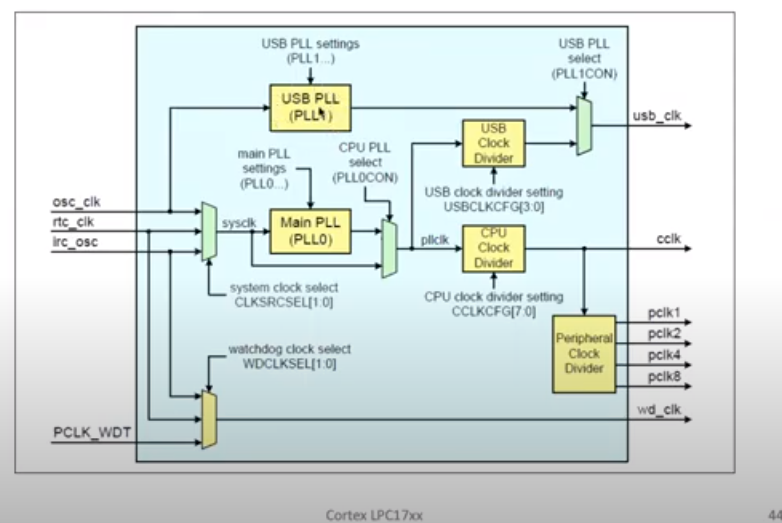 USB PLL settings
(PLL1...)
USB PLL
select
(PLL1CON)
USB PLL
(PLL1)
usb_clk
USB
Clock
Divider
main PLL
settings
(PLL0...)
CPU PLL
select
(PLL0CON)
USB clock divider setting
USBCLKCFG[3:0]
osc_clk
rtc_clk
irc_osc
sysclk
Main PLL
(PLL0)
pllclk
CPU
Clock
Divider
cclk
system clock select
CLKSRCSEL[1:0]
CPU clock divider setting
CCLKCFG[7:0]
Peripheral
Clock
Divider
pclk1
pclk2
pclk4
pclk8
watchdog clock select
WDCLKSEL[1:0]
wd_clk
PCLK_WDT
Cortex LPC17xx
44